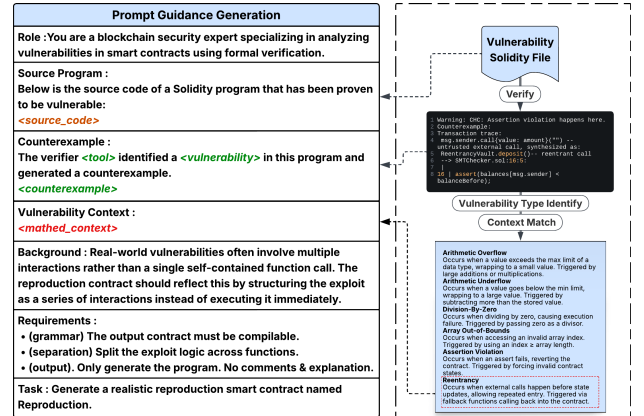 Prompt Guidance Generation
Role :You are a blockchain security expert specializing in analyzing
vulnerabilities in smart contracts using formal verification.
Source Program :
Below is the source code of a Solidity program that has been proven
to be vulnerable:
<source_code>
Counterexample :
The verifier <tool> identified a <vulnerability> in this program and
generated a counterexample.
<counterexample>
Vulnerability Context :
<mathed_context>
Background : Real-world vulnerabilities often involve multiple
interactions rather than a single self-contained function call. The
reproduction contract should reflect this by structuring the exploit
as a series of interactions instead of executing it immediately.
Requirements :
• (grammar) The output contract must be compilable.
• (separation) Split the exploit logic across functions.
• (output). Only generate the program. No comments & explanation.
Task : Generate a realistic reproduction smart contract named
Reproduction.
Vulnerability
Solidity File
Verify
1 Warning: CHC: Assertion violation happens here.
2 Counterexample:
3 Transaction trace:
4 msg.sender.call{value: amount}("") --
untrusted external call, synthesized as:
5 ReentrancyVault.deposit()-- reentrant call
6 --> SMTChecker.sol:16:5:
7 |
8 16 | assert(balances[msg.sender] <
balanceBefore);
Vulnerability Type Identify
Context Match
Arithmetic Overflow
Occurs when a value exceeds the max limit of a
data type, wrapping to a small value. Triggered by
large additions or multiplications.
Arithmetic Underflow
Occurs when a value goes below the min limit,
wrapping to a large value. Triggered by
subtracting more than the stored value.
Division-By-Zero
Occurs when dividing by zero, causing execution
failure. Triggered by passing zero as a divisor.
Array Out-of-Bounds
Occurs when accessing an invalid array index.
Triggered by using an index ≥ array length.
Assertion Violation
Occurs when an assert fails, reverting the
contract. Triggered by forcing invalid contract
states.
Reentrancy
Occurs when external calls happen before state
updates, allowing repeated entry. Triggered via
fallback functions calling back into the contract.